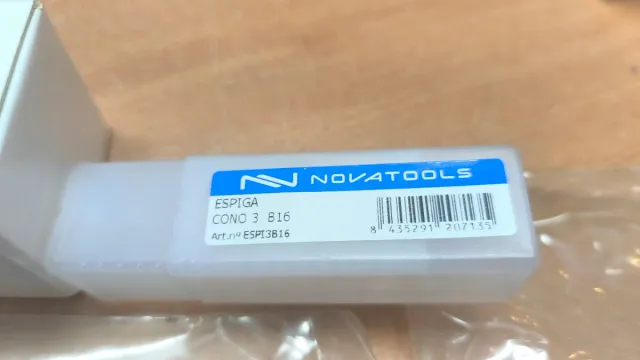 NOVATOOLS
ESPIGA
CONO 3 B16
Art.nº ESPI3B16
8 435291 207135